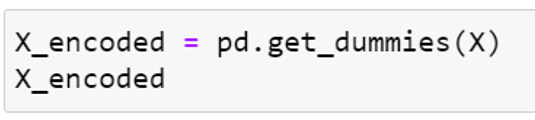 X_encoded = pd.get_dummies(X)
X_encoded